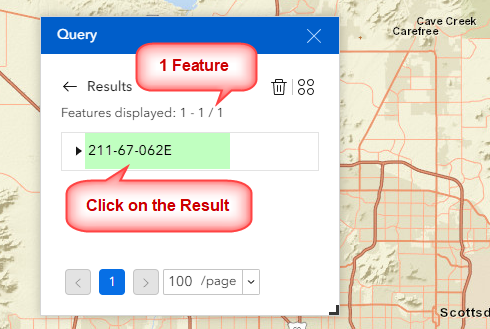 Query
Cave Creek
Carefree
1 Feature
Results
Features displayed: 1 - 1 / 1
211-67-062E
Click on the Result
1
100 /page
Scottsd